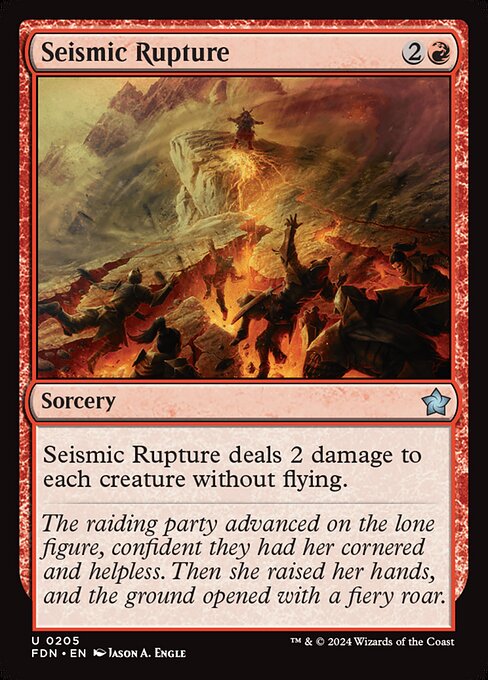 Seismic Rupture 2
Sorcery
Seismic Rupture deals 2 damage to
each creature without flying.
The raiding party advanced on the lone
figure, confident they had her cornered
and helpless. Then she raised her hands,
and the ground opened with a fiery roar.
U 0205
FDN • EN Jason A. Engle
™ & © 2024 Wizards of the Coast